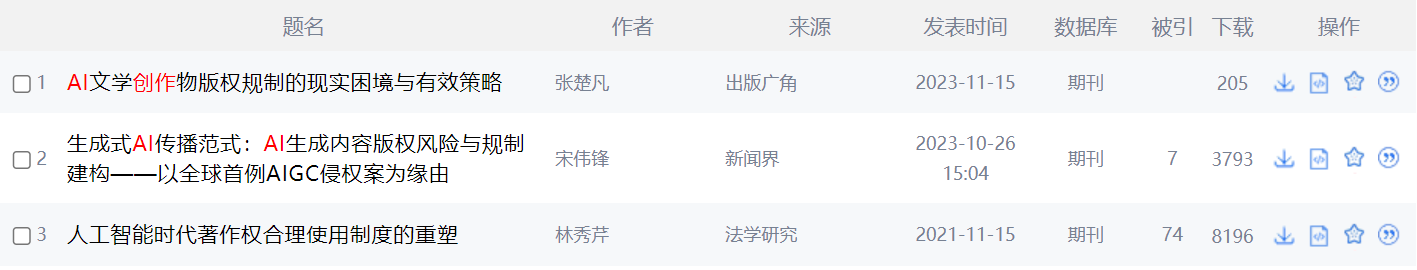 题名 作者 来源 发表时间 数据库 被引 下载 操作
1 AI文学创作物版权规制的现实困境与有效策略 张楚凡 出版广角 2023-11-15 期刊 205
2 生成式AI传播范式：AI生成内容版权风险与规制建构——以全球首例AIGC侵权案为缘由 宋伟锋 新闻界 2023-10-26 15:04 期刊 7 3793
3 人工智能时代著作权合理使用制度的重塑 林秀芹 法学研究 2021-11-15 期刊 74 8196